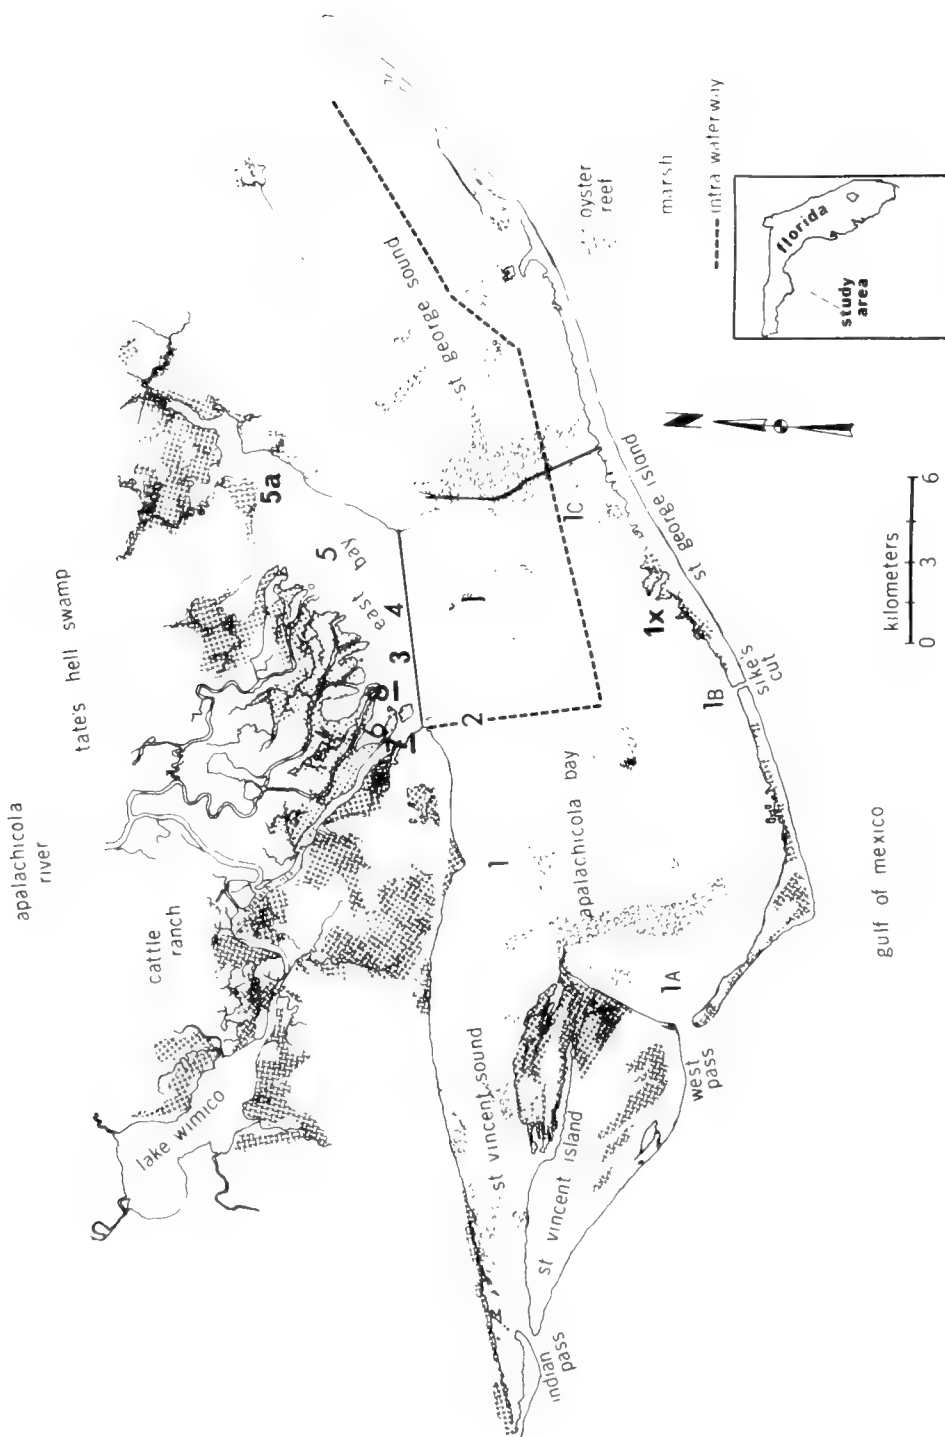 apalachicola
river
tate's hell swamp
cattle
ranch
lake wimico
5a
5
east bay
4
3
2
1
st george sound
1C
1x
st george island
sike's
cut
1B
apalachicola bay
1A
st vincent sound
st vincent island
west
pass
indian
pass
gulf of mexico
oyster
reef
marsh
intra waterway
florida
study
area
N
kilometers
0 3 6